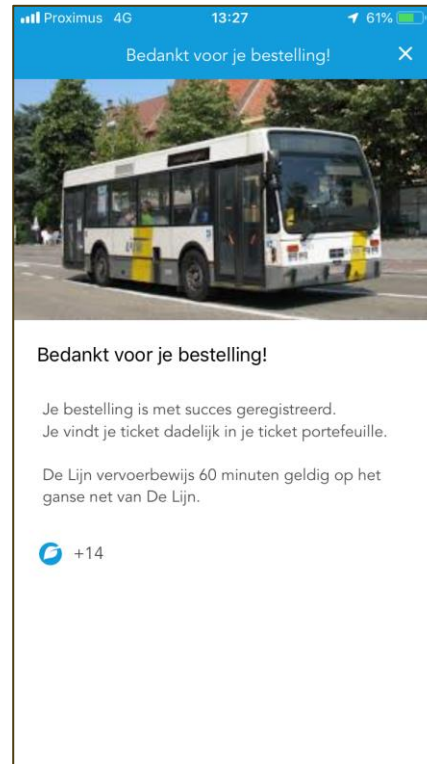 Proximus 4G 13:27 61%
Bedankt voor je bestelling!
Bedankt voor je bestelling!
Je bestelling is met succes geregistreerd.
Je vindt je ticket dadelijk in je ticket portefeuille.
De Lijn vervoerbewijs 60 minuten geldig op het
ganse net van De Lijn.
+14